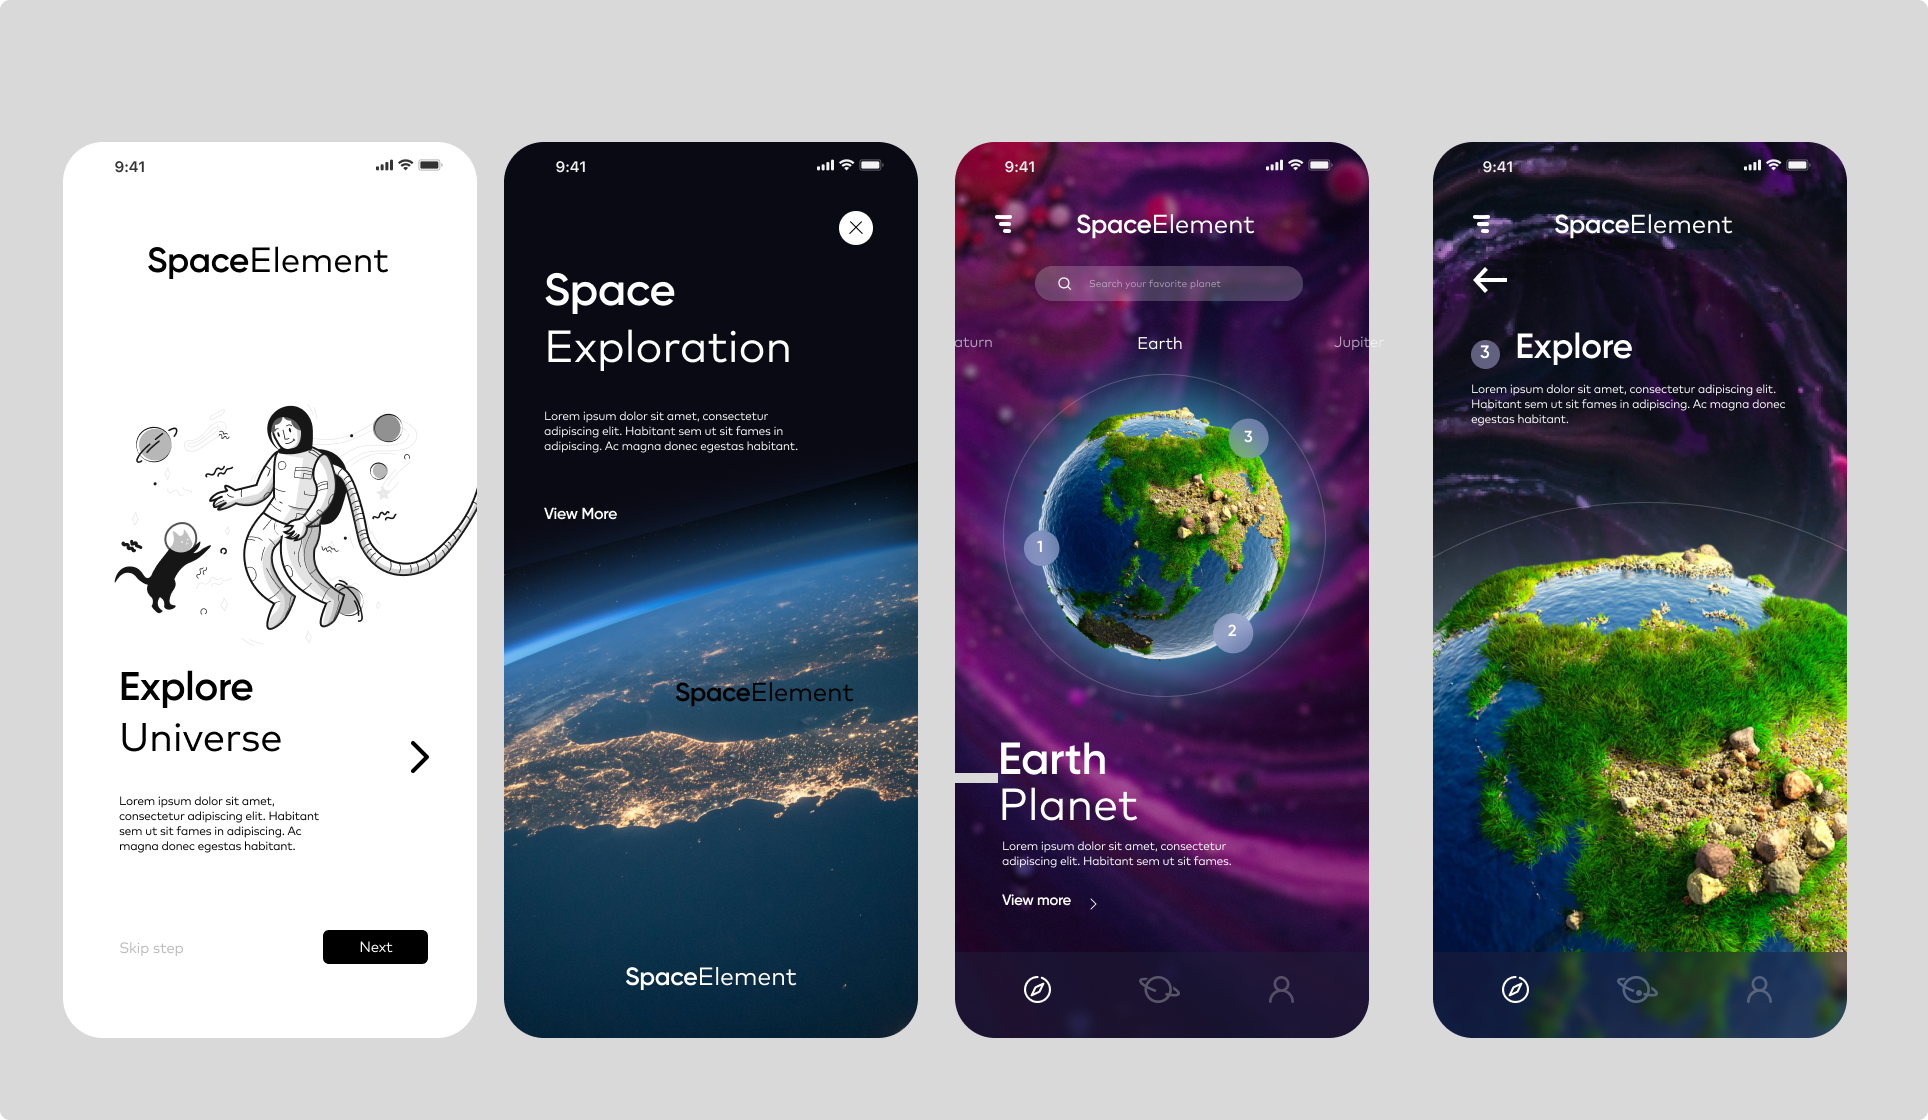 9:41
SpaceElement
Explore
Universe
Lorem ipsum dolor sit amet,
consectetur adipiscing elit. Habitant
sem ut sit fames in adipiscing. Ac
magna donec egestas habitant.
Skip step
Next
9:41
Space
Exploration
Lorem ipsum dolor sit amet, consectetur
adipiscing elit. Habitant sem ut sit fames in
adipiscing. Ac magna donec egestas habitant.
View More
SpaceElement
SpaceElement
9:41
SpaceElement
Search your favorite planet
aturn
Earth
Jupiter
3
1
2
Earth
Planet
Lorem ipsum dolor sit amet, consectetur
adipiscing elit. Habitant sem ut sit fames.
View more
9:41
SpaceElement
3 Explore
Lorem ipsum dolor sit amet, consectetur adipiscing elit.
Habitant sem ut sit fames in adipiscing. Ac magna donec
egestas habitant.